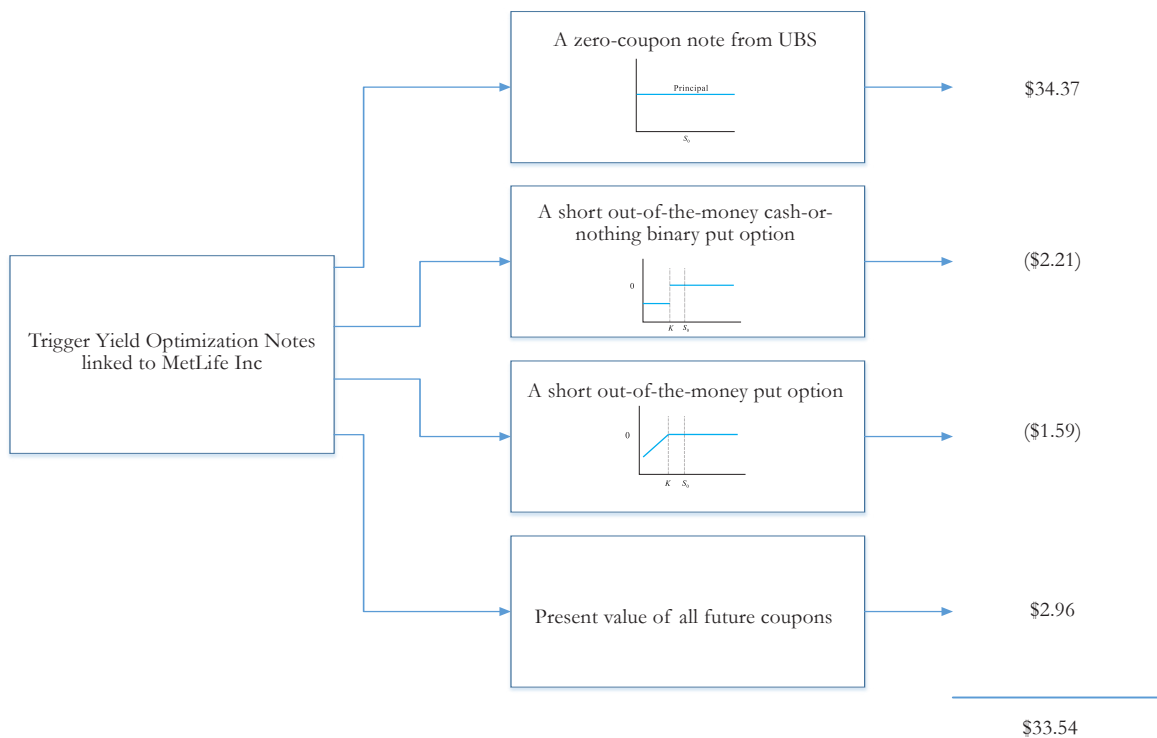 A zero-coupon note from UBS
Principal
S₀
$34.37
A short out-of-the-money cash-or-
nothing binary put option
0
K S₀
($2.21)
Trigger Yield Optimization Notes
linked to MetLife Inc
A short out-of-the-money put option
0
K S₀
($1.59)
Present value of all future coupons
$2.96
$33.54